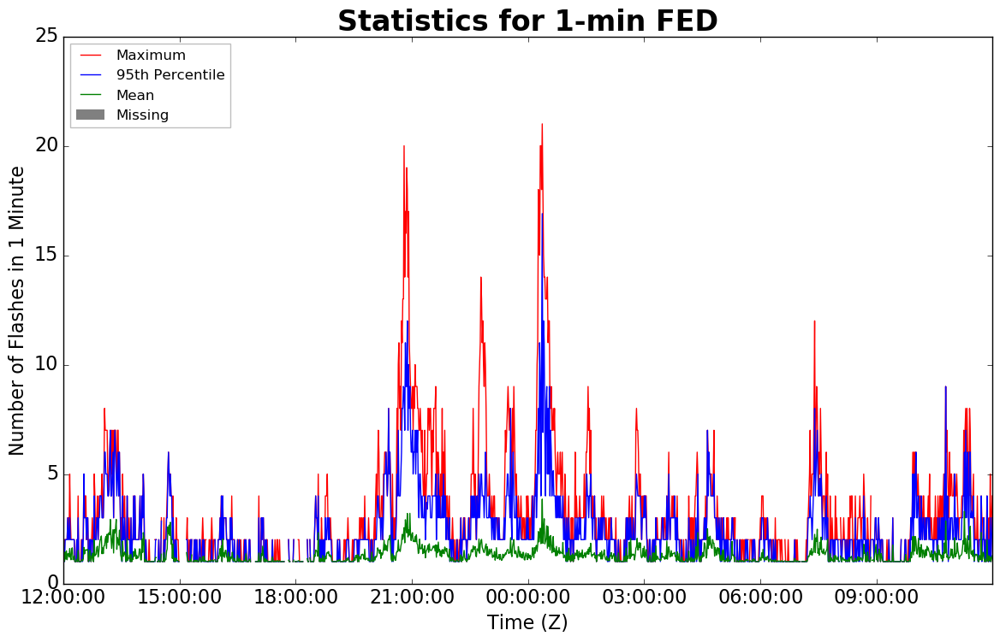 Statistics for 1-min FED
25
20
15
10
5
0
Number of Flashes in 1 Minute
Maximum
95th Percentile
Mean
Missing
12:00:00 15:00:00 18:00:00 21:00:00 00:00:00 03:00:00 06:00:00 09:00:00
Time (Z)